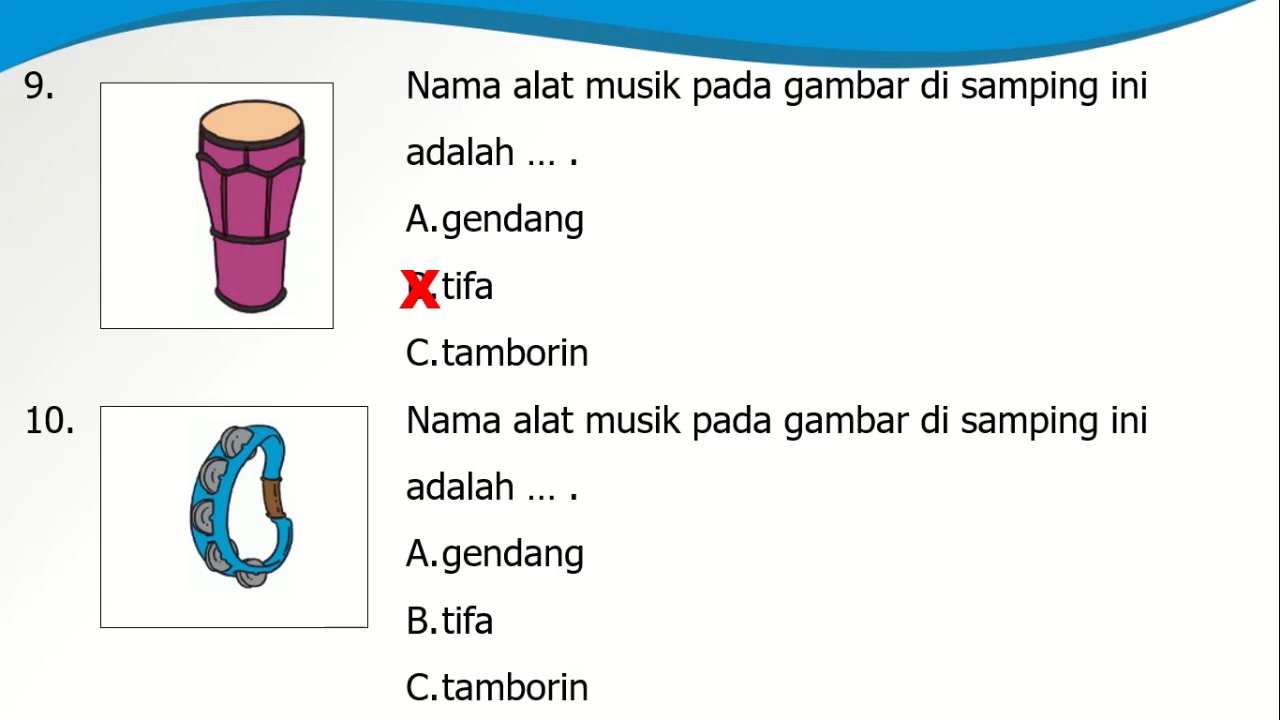 9. Nama alat musik pada gambar di samping ini
adalah ... .
A.gendang
X.tifa
C.tamborin
10. Nama alat musik pada gambar di samping ini
adalah ... .
A.gendang
B.tifa
C.tamborin